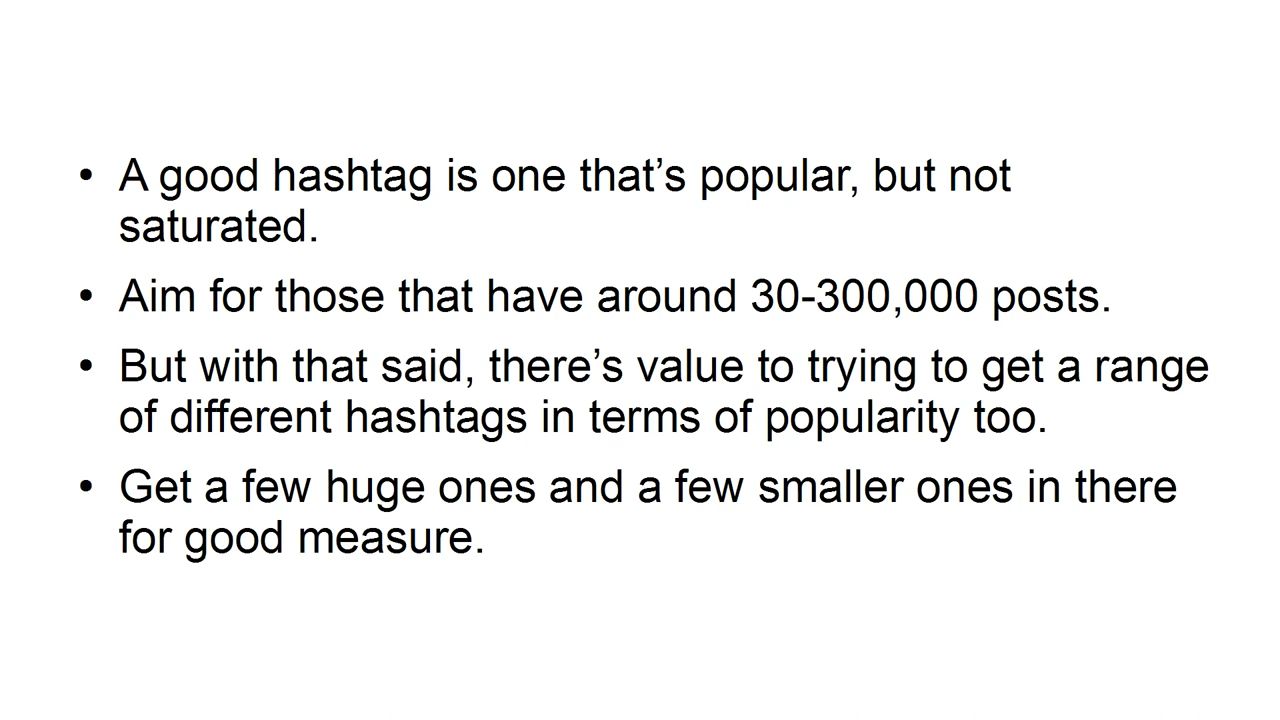 • A good hashtag is one that’s popular, but not
saturated.
• Aim for those that have around 30-300,000 posts.
• But with that said, there’s value to trying to get a range
of different hashtags in terms of popularity too.
• Get a few huge ones and a few smaller ones in there
for good measure.